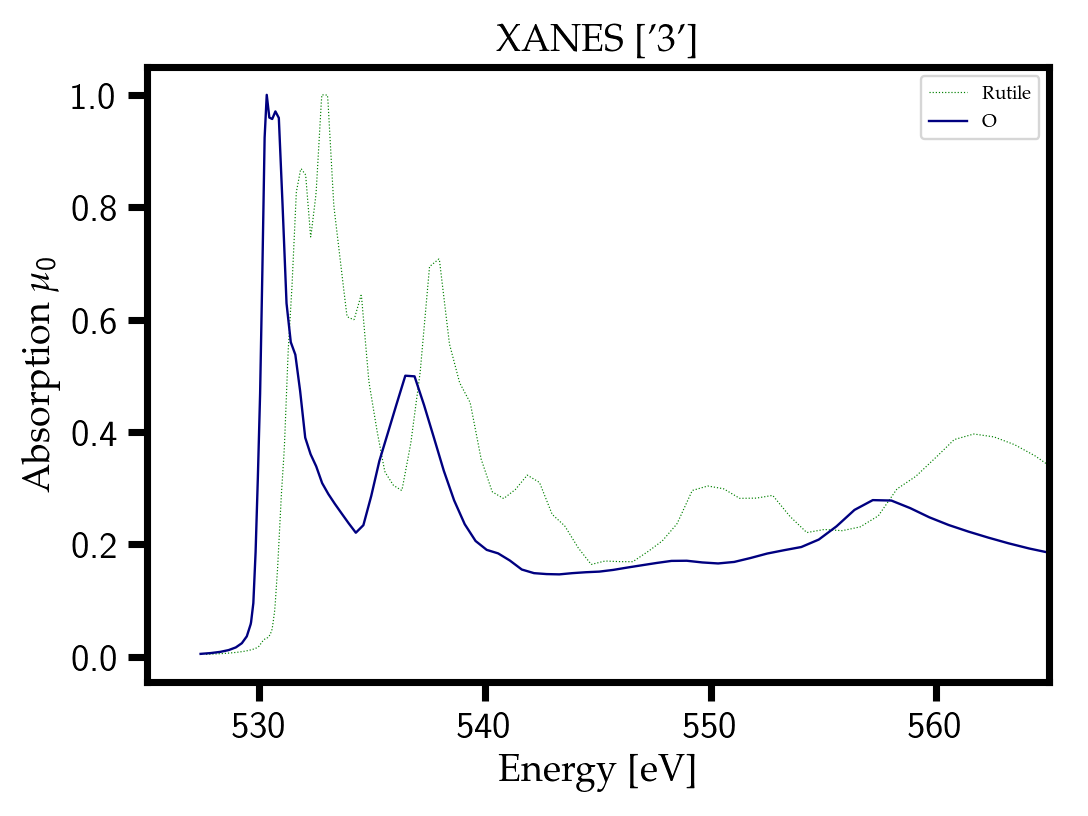 XANES ['3']
Rutile
O
1.0
0.8
0.6
0.4
0.2
0.0
Absorption μ₀
530
540
550
560
Energy [eV]